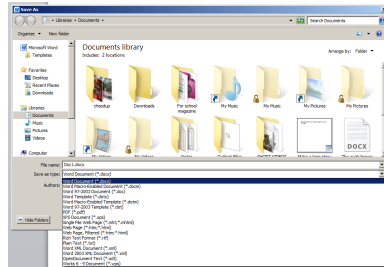 Save As
Libraries ▸ Documents ▸
Search Documents
Organize
New folder
Microsoft Word
Templates
Favorites
Desktop
Recent Places
Downloads
Libraries
Documents
Music
Pictures
Videos
Computer
Documents library
Includes: 2 locations
Arrange by: Folder
choedup
Downloads
For school magazine
My Music
My Music
My Pictures
My Pictures
My Videos
My Videos
DOCX
File name: Doc1.docx
Save as type: Word Document (*.docx)
Authors:
Word Document (*.docx)
Word Macro-Enabled Document (*.docm)
Word 97-2003 Document (*.doc)
Word Template (*.dotx)
Word Macro-Enabled Template (*.dotm)
Word 97-2003 Template (*.dot)
PDF (*.pdf)
XPS Document (*.xps)
Single File Web Page (*.mht;*.mhtml)
Web Page (*.htm;*.html)
Web Page, Filtered (*.htm;*.html)
Rich Text Format (*.rtf)
Plain Text (*.txt)
Word XML Document (*.xml)
Word 2003 XML Document (*.xml)
OpenDocument Text (*.odt)
Works 6 - 9 Document (*.wps)
Hide Folders